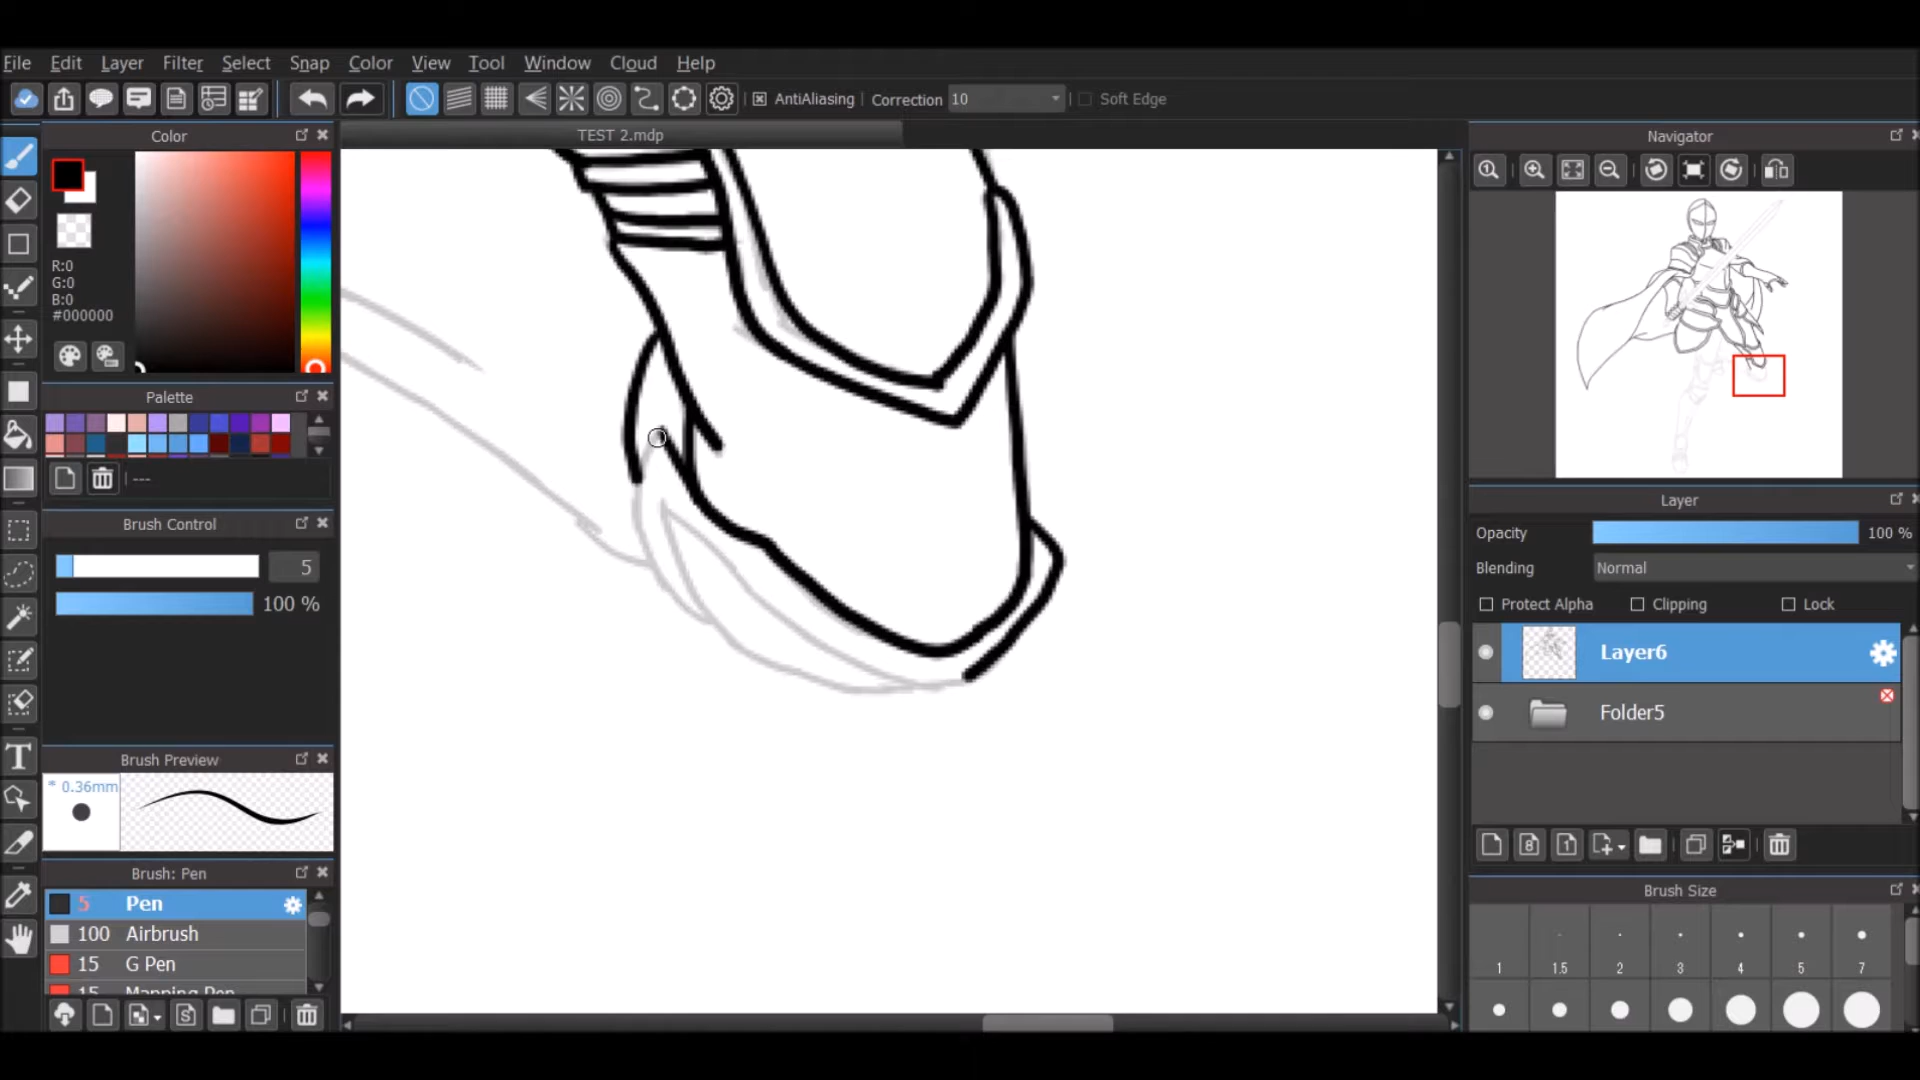 File Edit Layer Filter Select Snap Color View Tool Window Cloud Help
AntiAliasing Correction 10 Soft Edge
Color
TEST 2.mdp
Navigator
R:0
G:0
B:0
#000000
Palette
---
Brush Control
5
100 %
Brush Preview
* 0.36mm
Brush: Pen
5 Pen
100 Airbrush
15 G Pen
15 Mapping Pen
Layer
Opacity 100 %
Blending Normal
Protect Alpha Clipping Lock
Layer6
Folder5
Brush Size
1 1.5 2 3 4 5 7